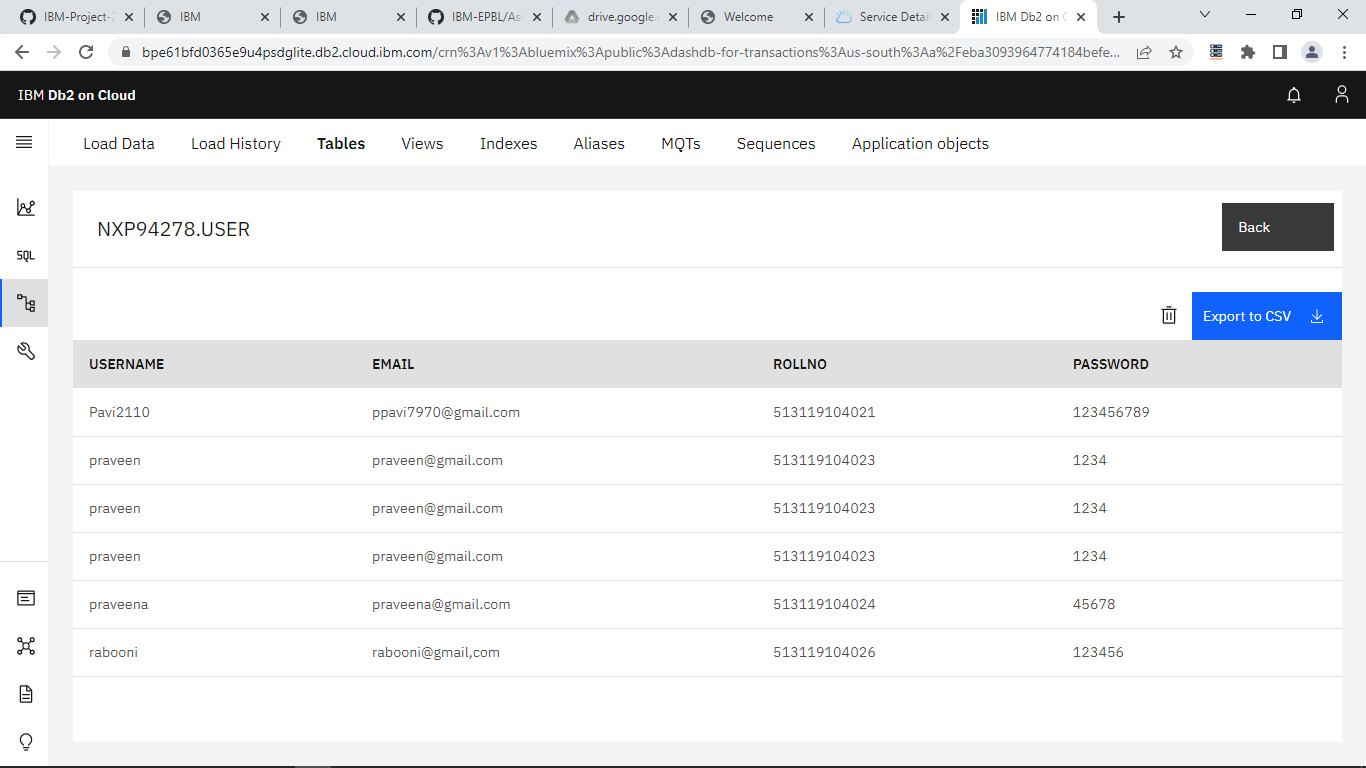 IBM-Project-2
IBM
IBM
IBM-EPBL/Ass
drive.google.c
Welcome
Service Detail
IBM Db2 on C
bpe61bfd0365e9u4psdglite.db2.cloud.ibm.com/crn%3Av1%3Abluemix%3Apublic%3Adashdb-for-transactions%3Aus-south%3Aa%2Feba3093964774184befe...
IBM Db2 on Cloud
Load Data Load History Tables Views Indexes Aliases MQTs Sequences Application objects
SQL
NXP94278.USER
Back
Export to CSV
USERNAME EMAIL ROLLNO PASSWORD
Pavi2110 ppavi7970@gmail.com 513119104021 123456789
praveen praveen@gmail.com 513119104023 1234
praveen praveen@gmail.com 513119104023 1234
praveen praveen@gmail.com 513119104023 1234
praveena praveena@gmail.com 513119104024 45678
rabooni rabooni@gmail,com 513119104026 123456